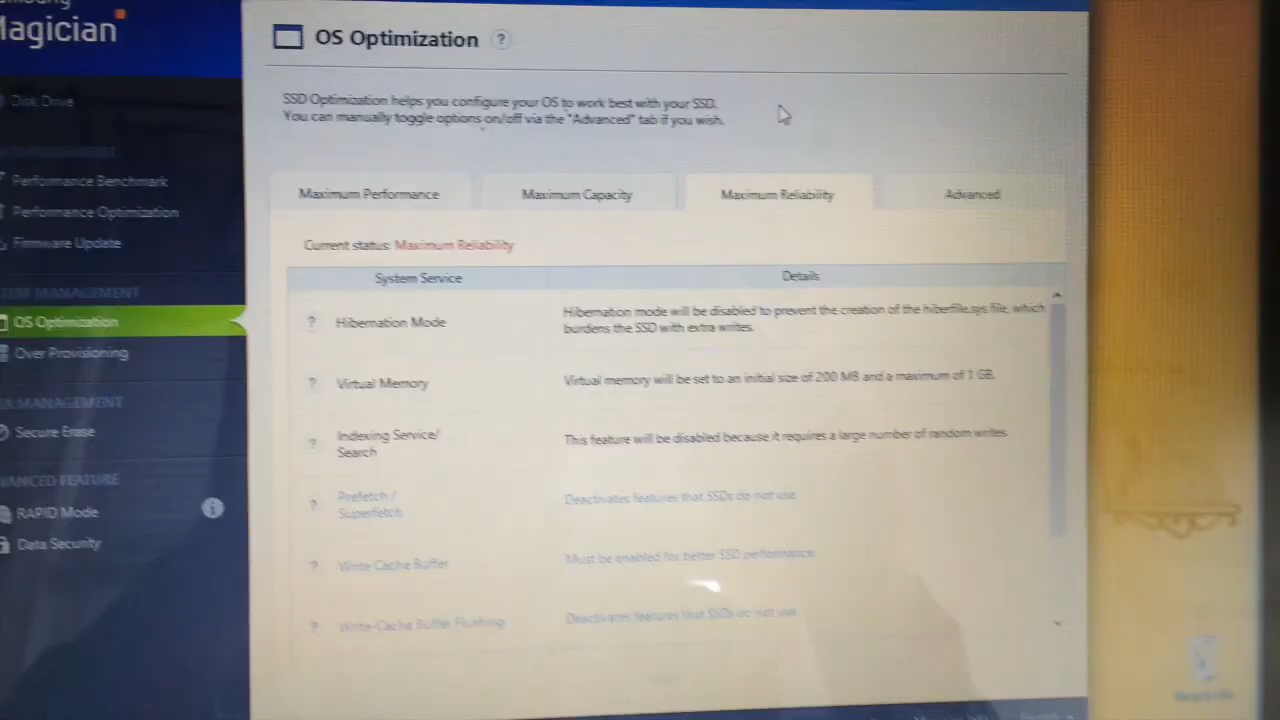 Magician
OS Optimization ?
SSD Optimization helps you configure your OS to work best with your SSD.
You can manually toggle options on/off via the "Advanced" tab if you wish.
Disk Drive
Performance Benchmark
Performance Optimization
Firmware Update
OS Optimization
Over Provisioning
Secure Erase
RAPID Mode
Data Security
Maximum Performance
Maximum Capacity
Maximum Reliability
Advanced
Current status: Maximum Reliability
System Service
Details
? Hibernation Mode
Hibernation mode will be disabled to prevent the creation of the hiberfile.sys file, which
burdens the SSD with extra writes.
? Virtual Memory
Virtual memory will be set to an initial size of 200 MB and a maximum of 1 GB.
? Indexing Service/
Search
This feature will be disabled because it requires a large number of random writes.
? Prefetch /
Superfetch
Deactivates features that SSDs do not use
? Write-Cache Buffer
Must be enabled for better SSD performance.
? Write-Cache Buffer Flushing
Deactivates features that SSDs do not use